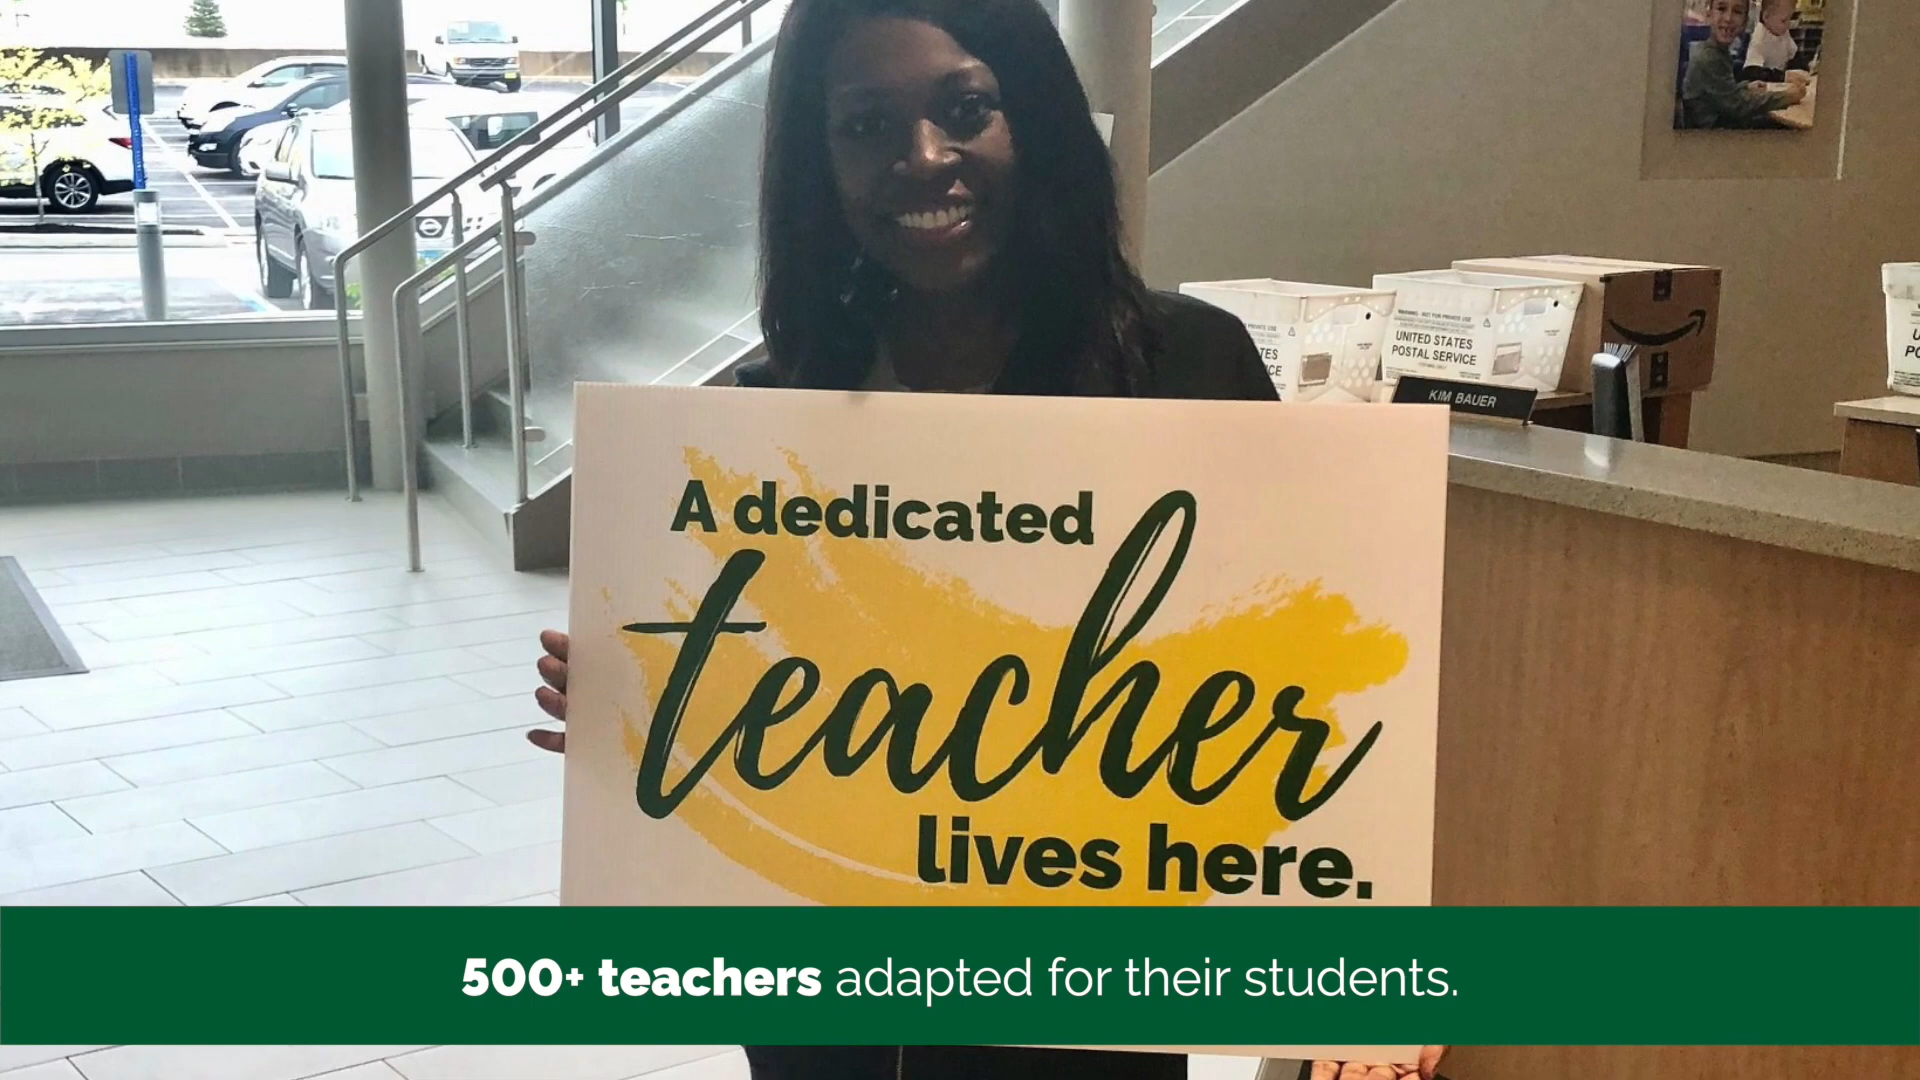 UNITED STATES
POSTAL SERVICE
KIM BAUER
A dedicated
teacher
lives here.
500+ teachers adapted for their students.